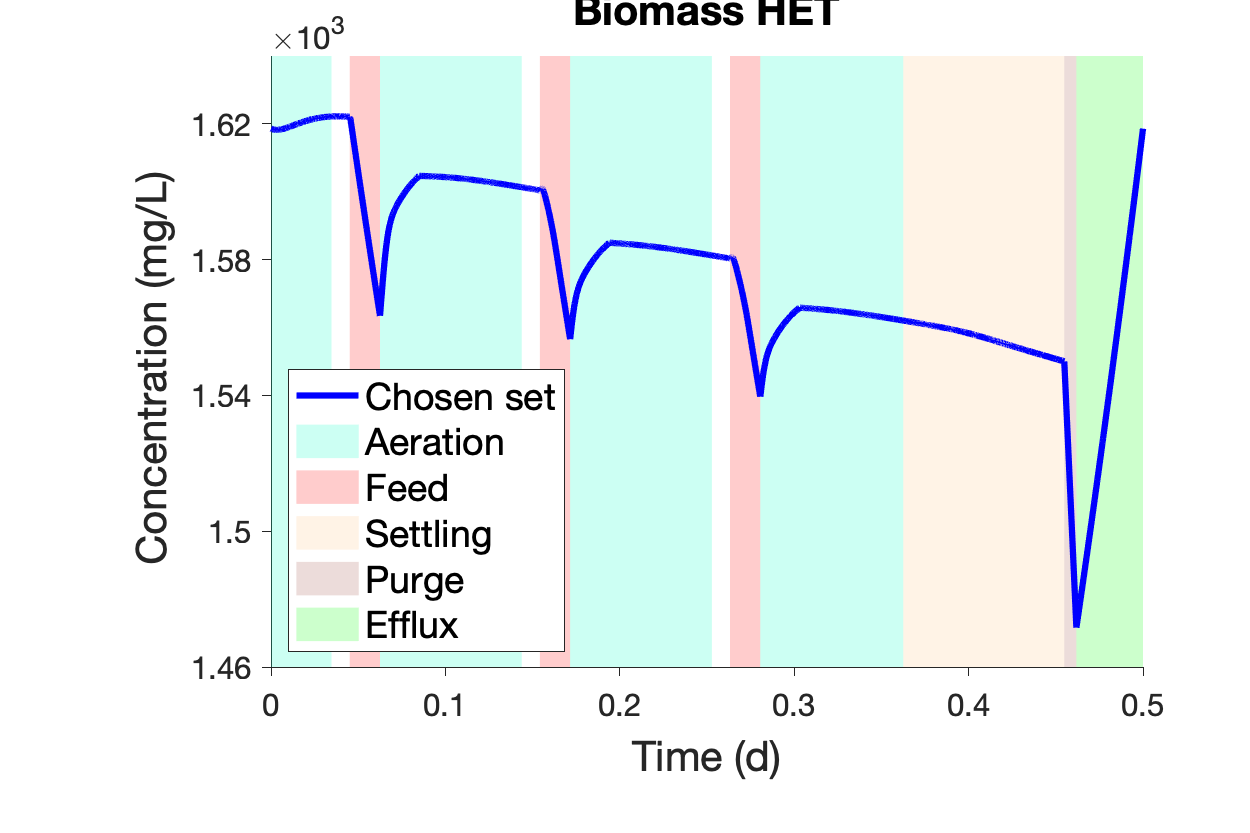 Biomass HET
×10³
1.62
1.58
1.54
1.5
1.46
Concentration (mg/L)
Chosen set
Aeration
Feed
Settling
Purge
Efflux
0 0.1 0.2 0.3 0.4 0.5
Time (d)